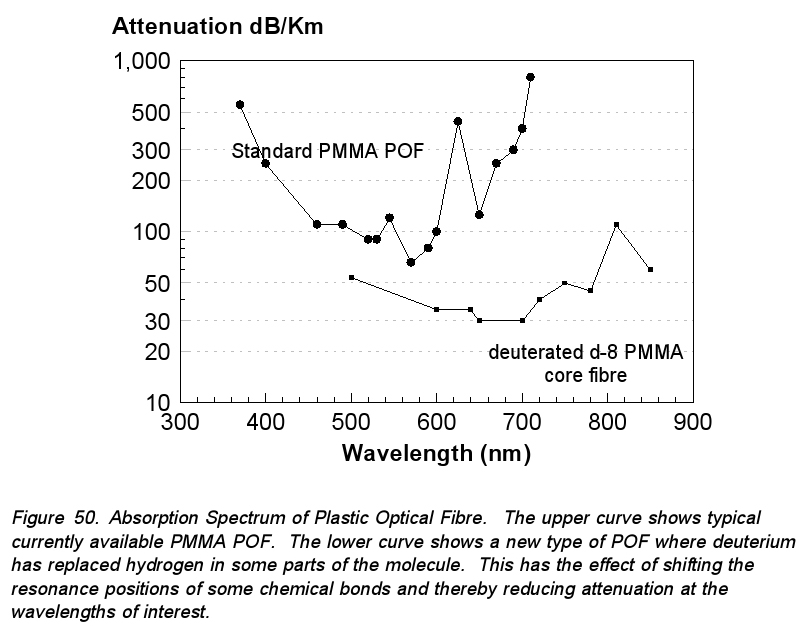 Attenuation dB/Km
1,000
500
300
200
100
50
30
20
10
Standard PMMA POF
deuterated d-8 PMMA
core fibre
300 400 500 600 700 800 900
Wavelength (nm)
Figure 50. Absorption Spectrum of Plastic Optical Fibre. The upper curve shows typical
currently available PMMA POF. The lower curve shows a new type of POF where deuterium
has replaced hydrogen in some parts of the molecule. This has the effect of shifting the
resonance positions of some chemical bonds and thereby reducing attenuation at the
wavelengths of interest.